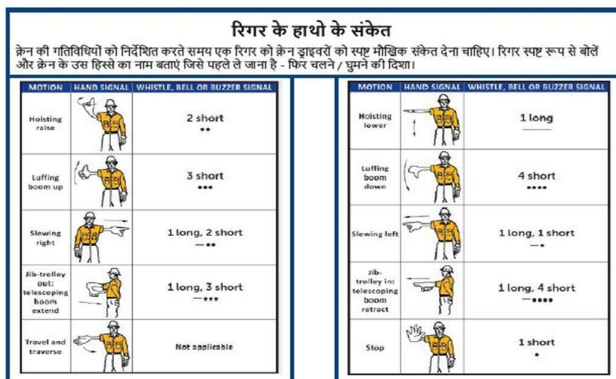 रिगर के हाथो के संकेत
क्रेन की गतिविधियों को निर्देशित करते समय एक रिगर को क्रेन ड्राइवरों को स्पष्ट मौखिक संकेत देना चाहिए। रिगर स्पष्ट रूप से बोलें
और क्रेन के उस हिस्से का नाम बताएं जिसे पहले ले जाना है - फिर चलने / घुमने की दिशा।
MOTION HAND SIGNAL WHISTLE, BELL OR BUZZER SIGNAL
Hoisting
raise
2 short
Luffing
boom up
3 short
Slewing
right
1 long, 2 short
Jib-trolley
out:
telescoping
boom
extend
1 long, 3 short
Travel and
traverse
Not applicable
MOTION HAND SIGNAL WHISTLE, BELL OR BUZZER SIGNAL
Hoisting
lower
1 long
Luffing
boom
down
4 short
Slewing left
1 long, 1 short
Jib-
trolley in:
telescoping
boom
retract
1 long, 4 short
Stop
1 short